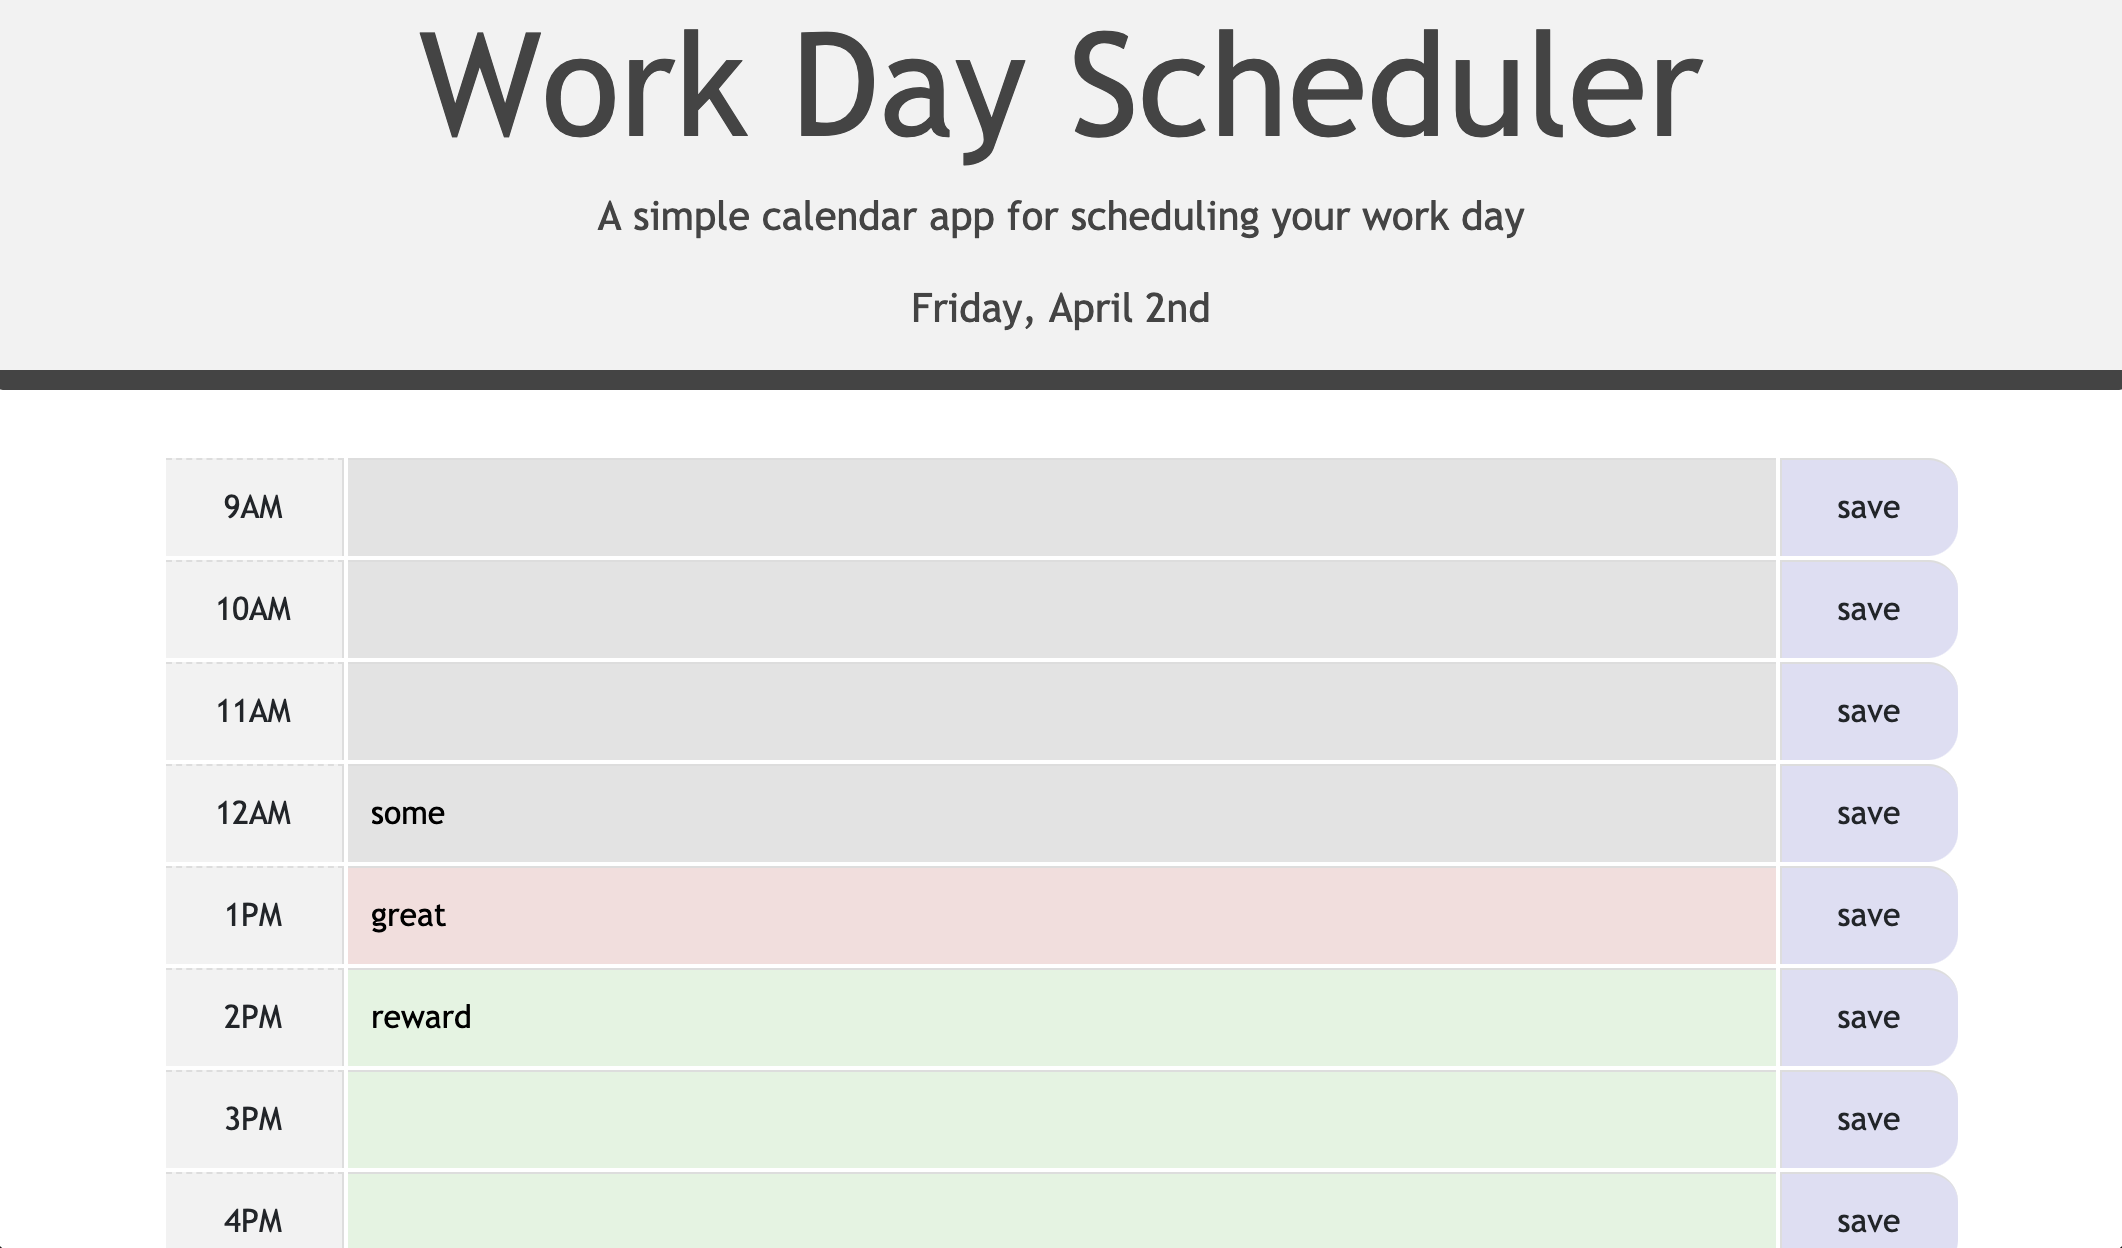 Work Day Scheduler
A simple calendar app for scheduling your work day
Friday, April 2nd
9AM save
10AM save
11AM save
12AM some save
1PM great save
2PM reward save
3PM save
4PM save